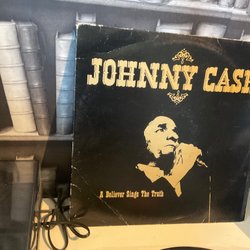 JOHNNY CASH
A Believer Sings The Truth